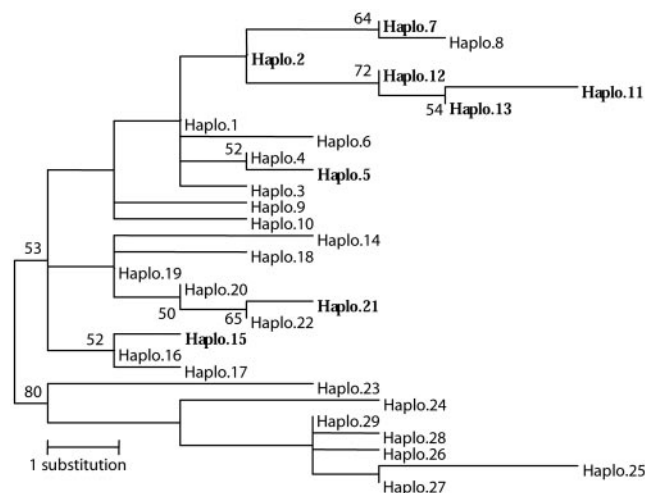 64
Haplo.7
Haplo.8
Haplo.2
72
Haplo.12
Haplo.11
54
Haplo.13
Haplo.1
Haplo.6
52
Haplo.4
Haplo.5
Haplo.3
Haplo.9
Haplo.10
Haplo.14
53
Haplo.18
Haplo.19
Haplo.20
50
65
Haplo.21
Haplo.22
52
Haplo.15
Haplo.16
Haplo.17
80
Haplo.23
Haplo.24
Haplo.29
Haplo.28
Haplo.26
Haplo.25
Haplo.27
1 substitution